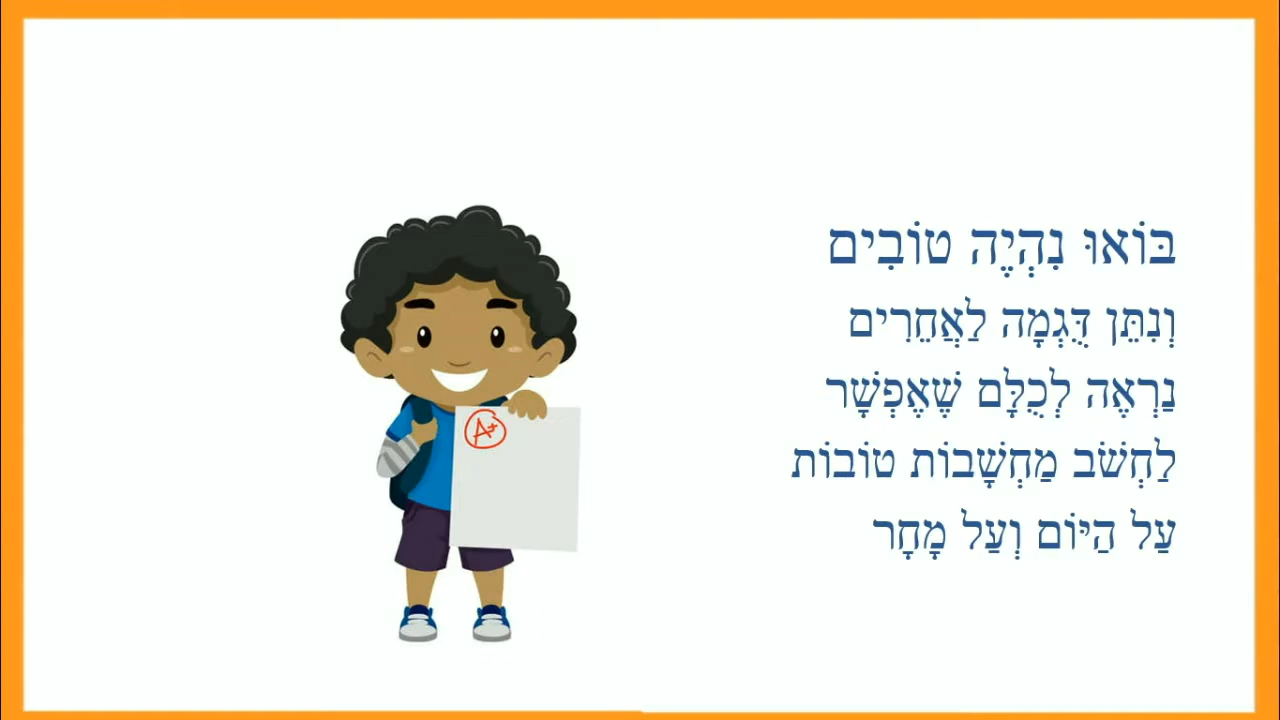 בּוֹאוּ נִהְיֶה טוֹבִים
וְנִתֵּן דֻּגְמָה לַאֲחֵרִים
נַרְאֶה לְכֻלָּם שֶׁאֶפְשָׁר
לַחְשֹׁב מַחְשָׁבוֹת טוֹבוֹת
עַל הַיּוֹם וְעַל מָחָר
A+